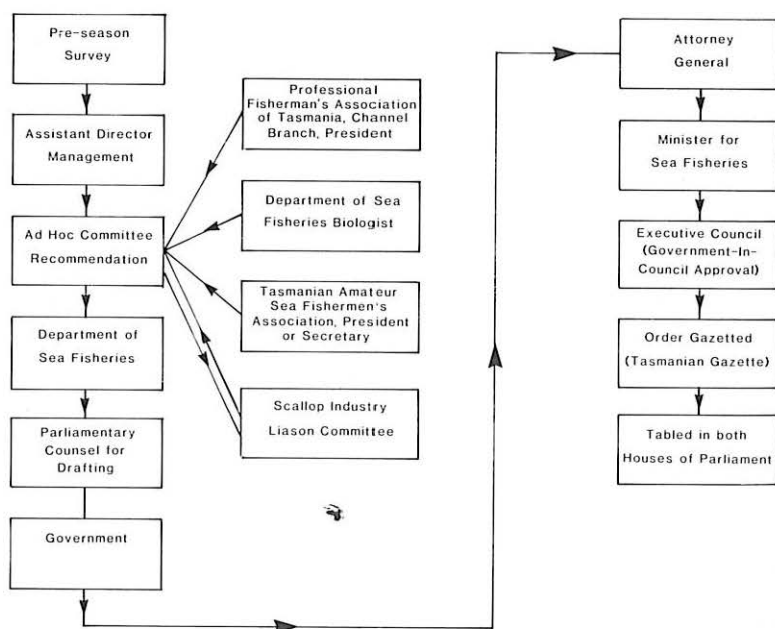 Pre-season
Survey
Assistant Director
Management
Ad Hoc Committee
Recommendation
Department of
Sea Fisheries
Parliamentary
Counsel for
Drafting
Government
Professional
Fisherman's Association
of Tasmania, Channel
Branch, President
Department of Sea
Fisheries Biologist
Tasmanian Amateur
Sea Fishermen's
Association, President
or Secretary
Scallop Industry
Liason Committee
Attorney
General
Minister for
Sea Fisheries
Executive Council
(Government-In-
Council Approval)
Order Gazetted
(Tasmanian Gazette)
Tabled in both
Houses of Parliament